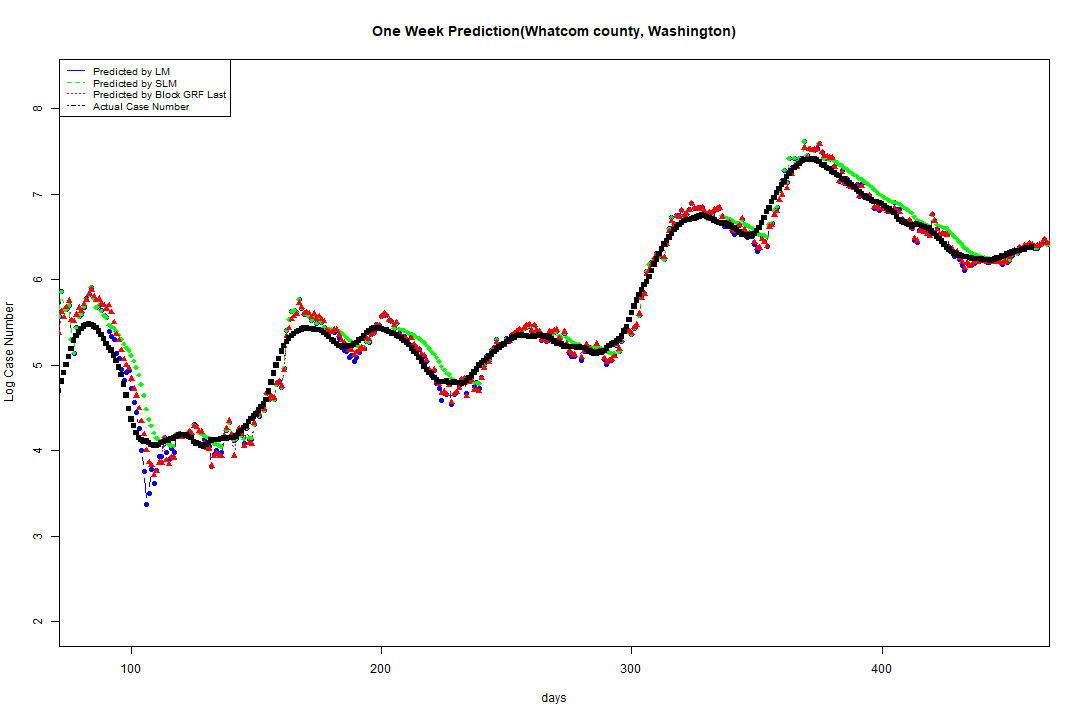 One Week Prediction(Whatcom county, Washington)
Predicted by LM
Predicted by SLM
Predicted by Block GRF Last
Actual Case Number
8
7
6
5
4
3
2
Log Case Number
100 200 300 400
days